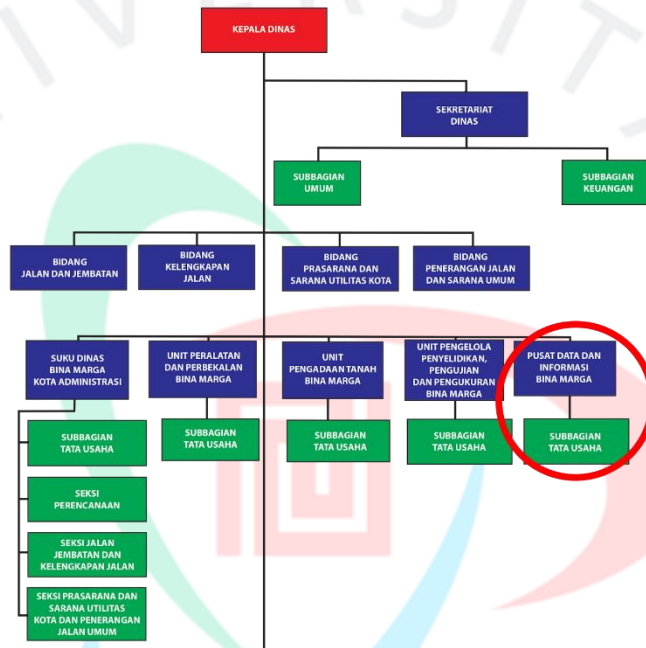 KEPALA DINAS
SEKRETARIAT
DINAS
SUBBAGIAN
UMUM
SUBBAGIAN
KEUANGAN
BIDANG
JALAN DAN JEMBATAN
BIDANG
KELENGKAPAN
JALAN
BIDANG
PRASARANA DAN
SARANA UTILITAS KOTA
BIDANG
PENERANGAN JALAN
DAN SARANA UMUM
SUKU DINAS
BINA MARGA
KOTA ADMINISTRASI
UNIT PERALATAN
DAN PERBEKALAN
BINA MARGA
UNIT
PENGADAAN TANAH
BINA MARGA
UNIT PENGELOLA
PENYELIDIKAN,
PENGUJIAN
DAN PENGUKURAN
BINA MARGA
PUSAT DATA DAN
INFORMASI
BINA MARGA
SUBBAGIAN
TATA USAHA
SUBBAGIAN
TATA USAHA
SUBBAGIAN
TATA USAHA
SUBBAGIAN
TATA USAHA
SUBBAGIAN
TATA USAHA
SEKSI
PERENCANAAN
SEKSI JALAN
JEMBATAN DAN
KELENGKAPAN JALAN
SEKSI PRASARANA DAN
SARANA UTILITAS
KOTA DAN PENERANGAN
JALAN UMUM